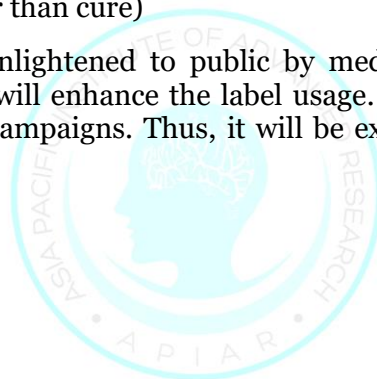 r than cure)
nlightened to public by med
will enhance the label usage.
ampaigns. Thus, it will be ex
ASIA PACIFIC INSTITUTE OF ADVANCED RESEARCH
• A P I A R •